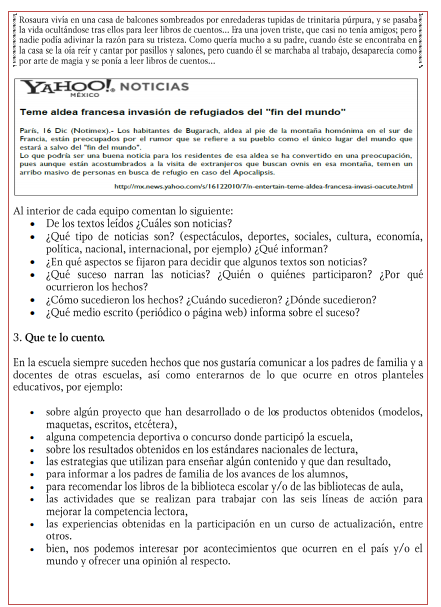 Rosaura vivía en una casa de balcones sombreados por enredaderas tupidas de trinitaria púrpura, y se pasaba
la vida ocultándose tras ellos para leer libros de cuentos... Era una joven triste, que casi no tenía amigos; pero
nadie podía adivinar la razón para su tristeza. Como quería mucho a su padre, cuando éste se encontraba en
la casa se la oía reír y cantar por pasillos y salones, pero cuando él se marchaba al trabajo, desaparecía como
por arte de magia y se ponía a leer libros de cuentos...
YAHOO! NOTICIAS
MÉXICO
Teme aldea francesa invasión de refugiados del "fin del mundo"
París, 16 Dic (Notimex).- Los habitantes de Bugarach, aldea al pie de la montaña homónima en el sur de
Francia, están preocupados por el rumor que se refiere a su pueblo como el único lugar del mundo que
estará a salvo del "fin del mundo".
Lo que podría ser una buena noticia para los residentes de esa aldea se ha convertido en una preocupación,
pues aunque están acostumbrados a la visita de extranjeros que buscan ovnis en esa montaña, temen un
arribo masivo de personas en busca de refugio en caso del Apocalipsis.
http://mx.news.yahoo.com/s/16122010/7/n-entertain-teme-aldea-francesa-invasi-oacute.html
Al interior de cada equipo comentan lo siguiente:
• De los textos leídos ¿Cuáles son noticias?
• ¿Qué tipo de noticias son? (espectáculos, deportes, sociales, cultura, economía,
política, nacional, internacional, por ejemplo) ¿Qué informan?
• ¿En qué aspectos se fijaron para decidir que algunos textos son noticias?
• ¿Qué suceso narran las noticias? ¿Quién o quiénes participaron? ¿Por qué
ocurrieron los hechos?
• ¿Cómo sucedieron los hechos? ¿Cuándo sucedieron? ¿Dónde sucedieron?
• ¿Qué medio escrito (periódico o página web) informa sobre el suceso?
3. Que te lo cuento.
En la escuela siempre suceden hechos que nos gustaría comunicar a los padres de familia y a
docentes de otras escuelas, así como enterarnos de lo que ocurre en otros planteles
educativos, por ejemplo:
• sobre algún proyecto que han desarrollado o de los productos obtenidos (modelos,
maquetas, escritos, etcétera),
• alguna competencia deportiva o concurso donde participó la escuela,
• sobre los resultados obtenidos en los estándares nacionales de lectura,
• las estrategias que utilizan para enseñar algún contenido y que dan resultado,
• para informar a los padres de familia de los avances de los alumnos,
• para recomendar los libros de la biblioteca escolar y/o de las bibliotecas de aula,
• las actividades que se realizan para trabajar con las seis líneas de acción para
mejorar la competencia lectora,
• las experiencias obtenidas en la participación en un curso de actualización, entre
otros.
• bien, nos podemos interesar por acontecimientos que ocurren en el país y/o el
mundo y ofrecer una opinión al respecto.